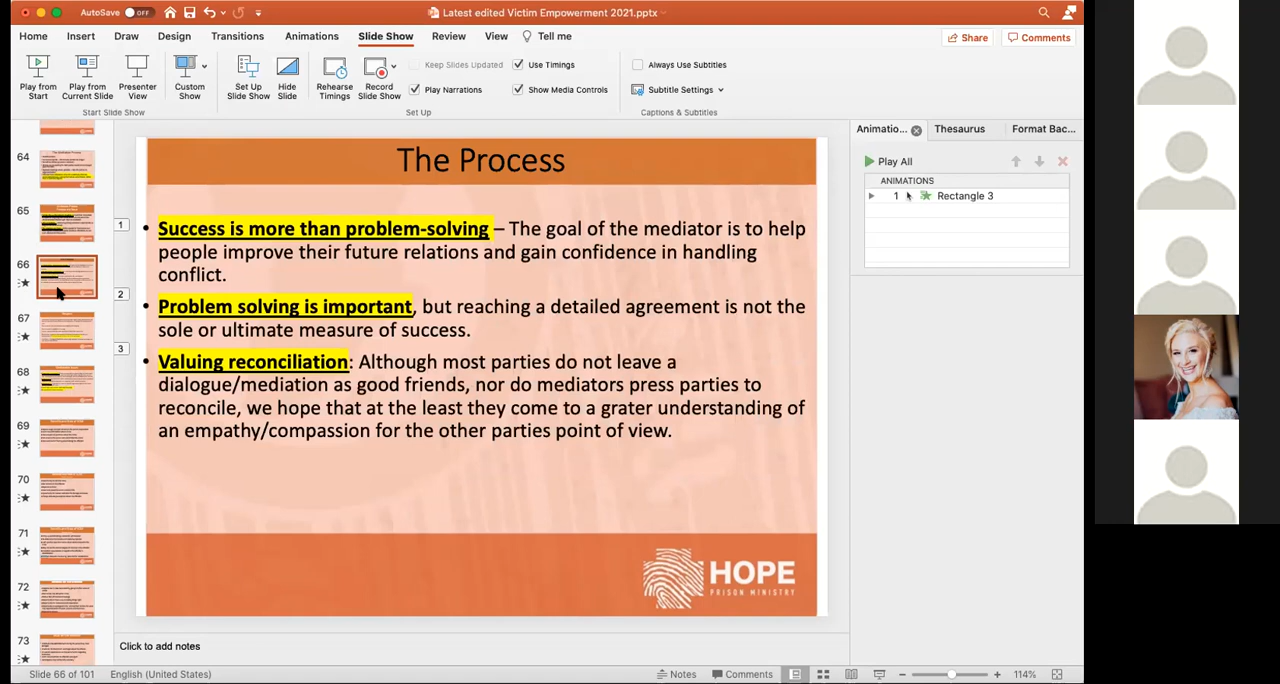 AutoSave OFF
Latest edited Victim Empowerment 2021.pptx
Home Insert Draw Design Transitions Animations Slide Show Review View Tell me
Share Comments
Keep Slides Updated Use Timings Always Use Subtitles
Play from Start
Play from Current Slide
Presenter View
Custom Show
Set Up Slide Show
Hide Slide
Rehearse Timings
Record Slide Show
Play Narrations Show Media Controls Subtitle Settings
Start Slide Show Set Up Captions & Subtitles
64
65
66
67
68
69
70
71
72
73
1
2
3
The Process
• Success is more than problem-solving – The goal of the mediator is to help
people improve their future relations and gain confidence in handling
conflict.
• Problem solving is important, but reaching a detailed agreement is not the
sole or ultimate measure of success.
• Valuing reconciliation: Although most parties do not leave a
dialogue/mediation as good friends, nor do mediators press parties to
reconcile, we hope that at the least they come to a grater understanding of
an empathy/compassion for the other parties point of view.
HOPE
PRISON MINISTRY
Animatio... Thesaurus Format Bac...
Play All
ANIMATIONS
1 Rectangle 3
Click to add notes
Slide 66 of 101 English (United States) Notes Comments 114%